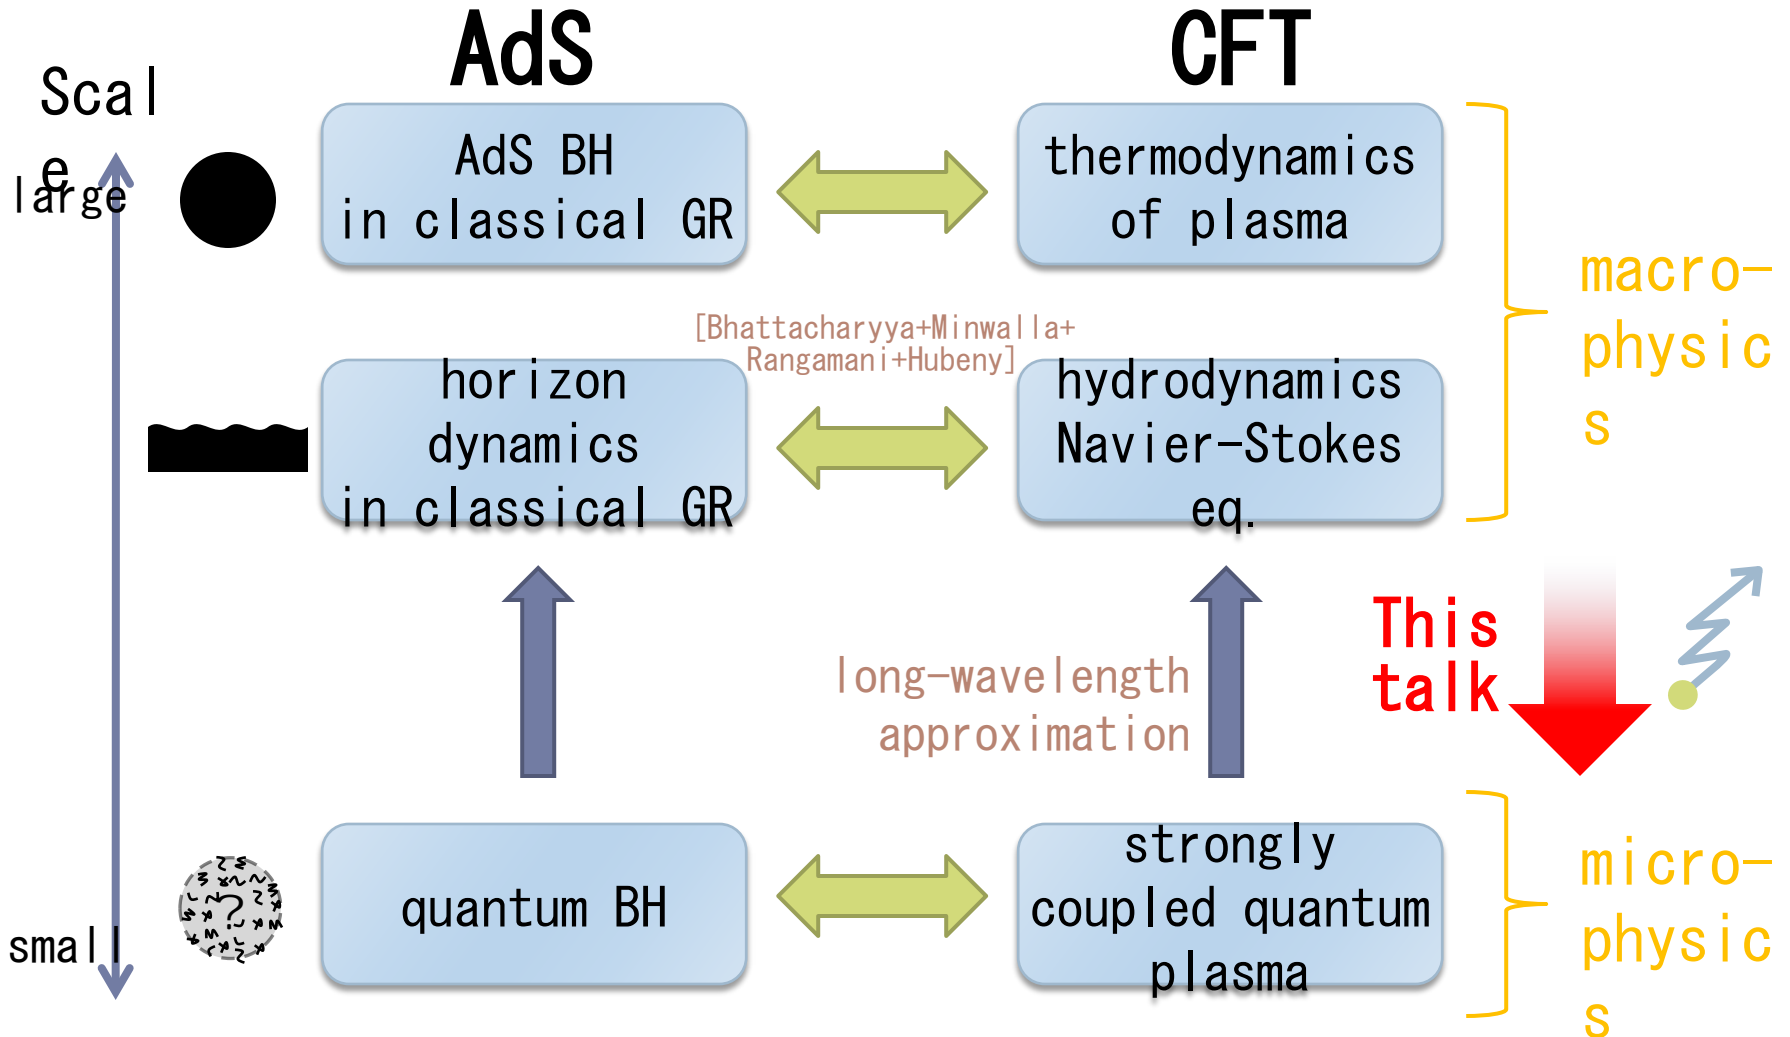 AdS
CFT
Scal
e
large
AdS BH
in classical GR
thermodynamics
of plasma
macro-
physic
s
[Bhattacharyya+Minwalla+
Rangamani+Hubeny]
horizon
dynamics
in classical GR
hydrodynamics
Navier-Stokes
eq.
This
talk
long-wavelength
approximation
small
?
quantum BH
strongly
coupled quantum
plasma
micro-
physic
s